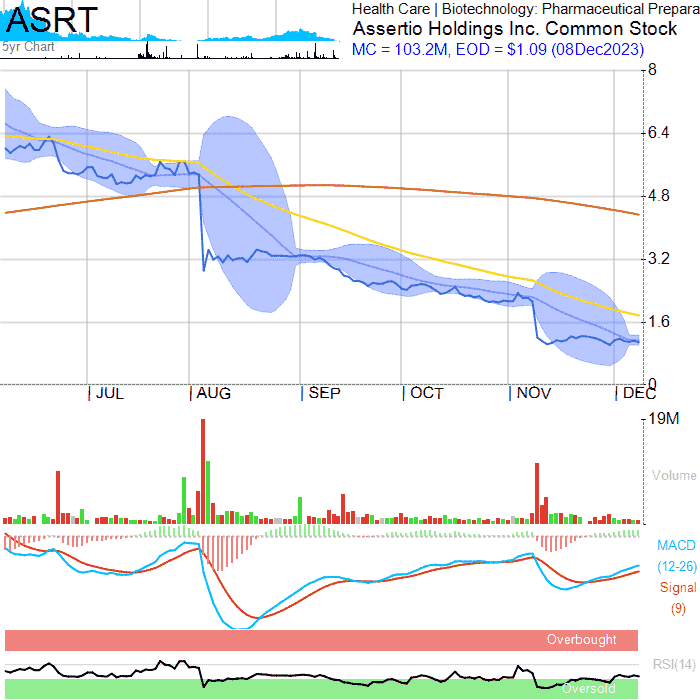 ASRT
Health Care | Biotechnology: Pharmaceutical Prepara
Assertio Holdings Inc. Common Stock
MC = 103.2M, EOD = $1.09 (08Dec2023)
5yr Chart
8
6.4
4.8
3.2
1.6
0
JUL
AUG
SEP
OCT
NOV
DEC
19M
Volume
MACD
(12-26)
Signal
(9)
Overbought
RSI(14)
Oversold